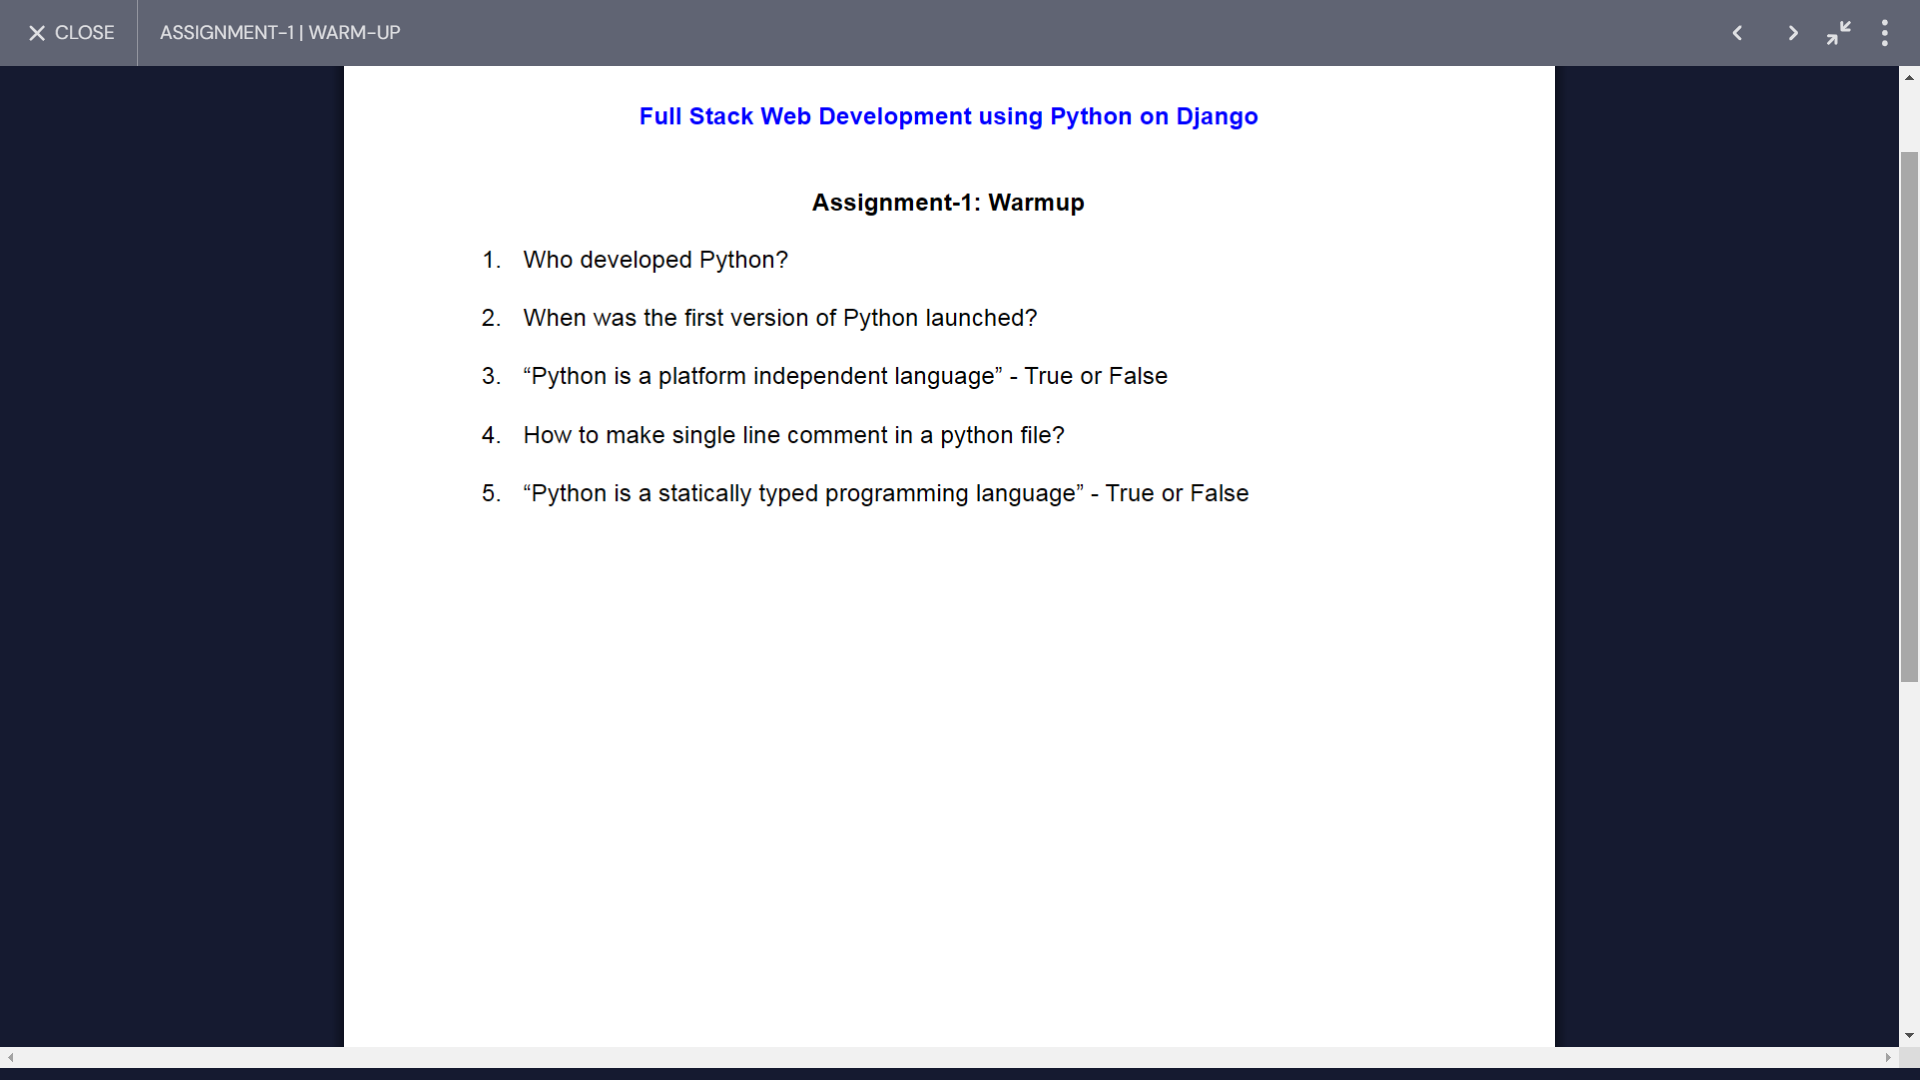 CLOSE
ASSIGNMENT-1 | WARM-UP
Full Stack Web Development using Python on Django
Assignment-1: Warmup
1. Who developed Python?
2. When was the first version of Python launched?
3. “Python is a platform independent language” - True or False
4. How to make single line comment in a python file?
5. “Python is a statically typed programming language” - True or False